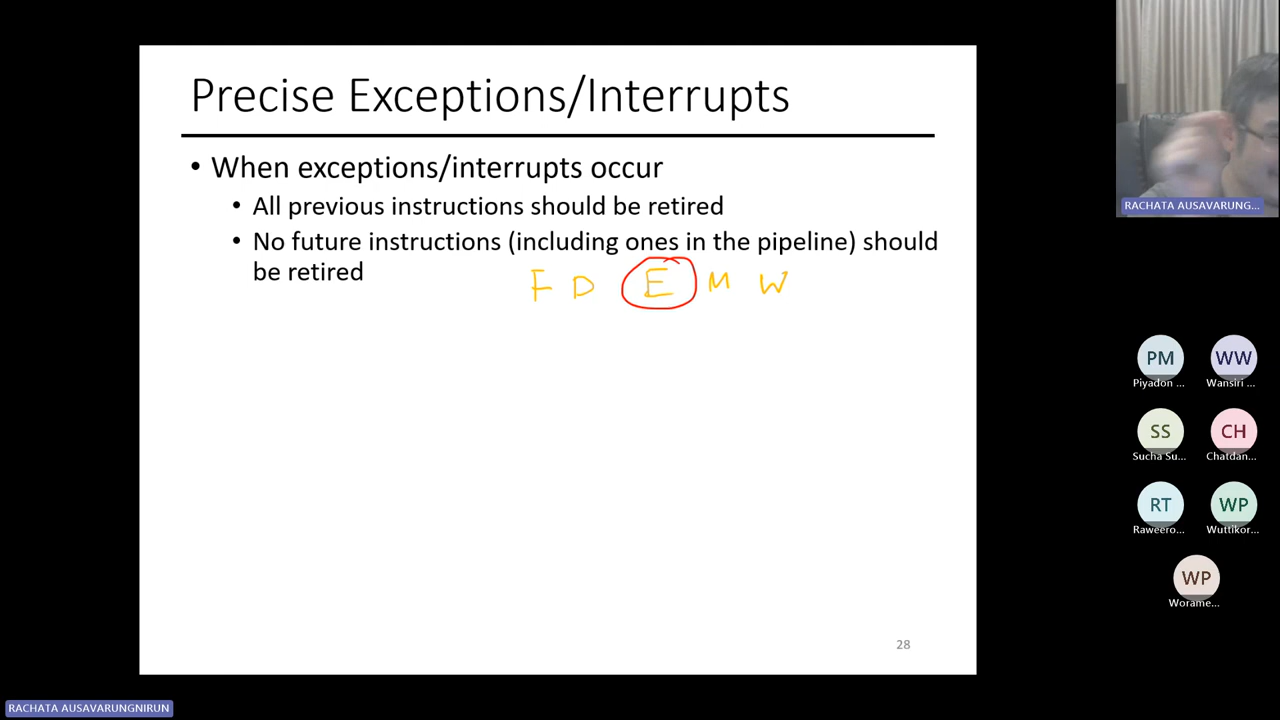 Precise Exceptions/Interrupts
• When exceptions/interrupts occur
• All previous instructions should be retired
• No future instructions (including ones in the pipeline) should
be retired
F D E M W
28
RACHATA AUSAVARUNG...
PM WW
Piyadon ... Wansiri ...
SS CH
Sucha Su... Chatdan...
RT WP
Raweero... Wuttikor...
WP
Worame...
RACHATA AUSAVARUNGNIRUN